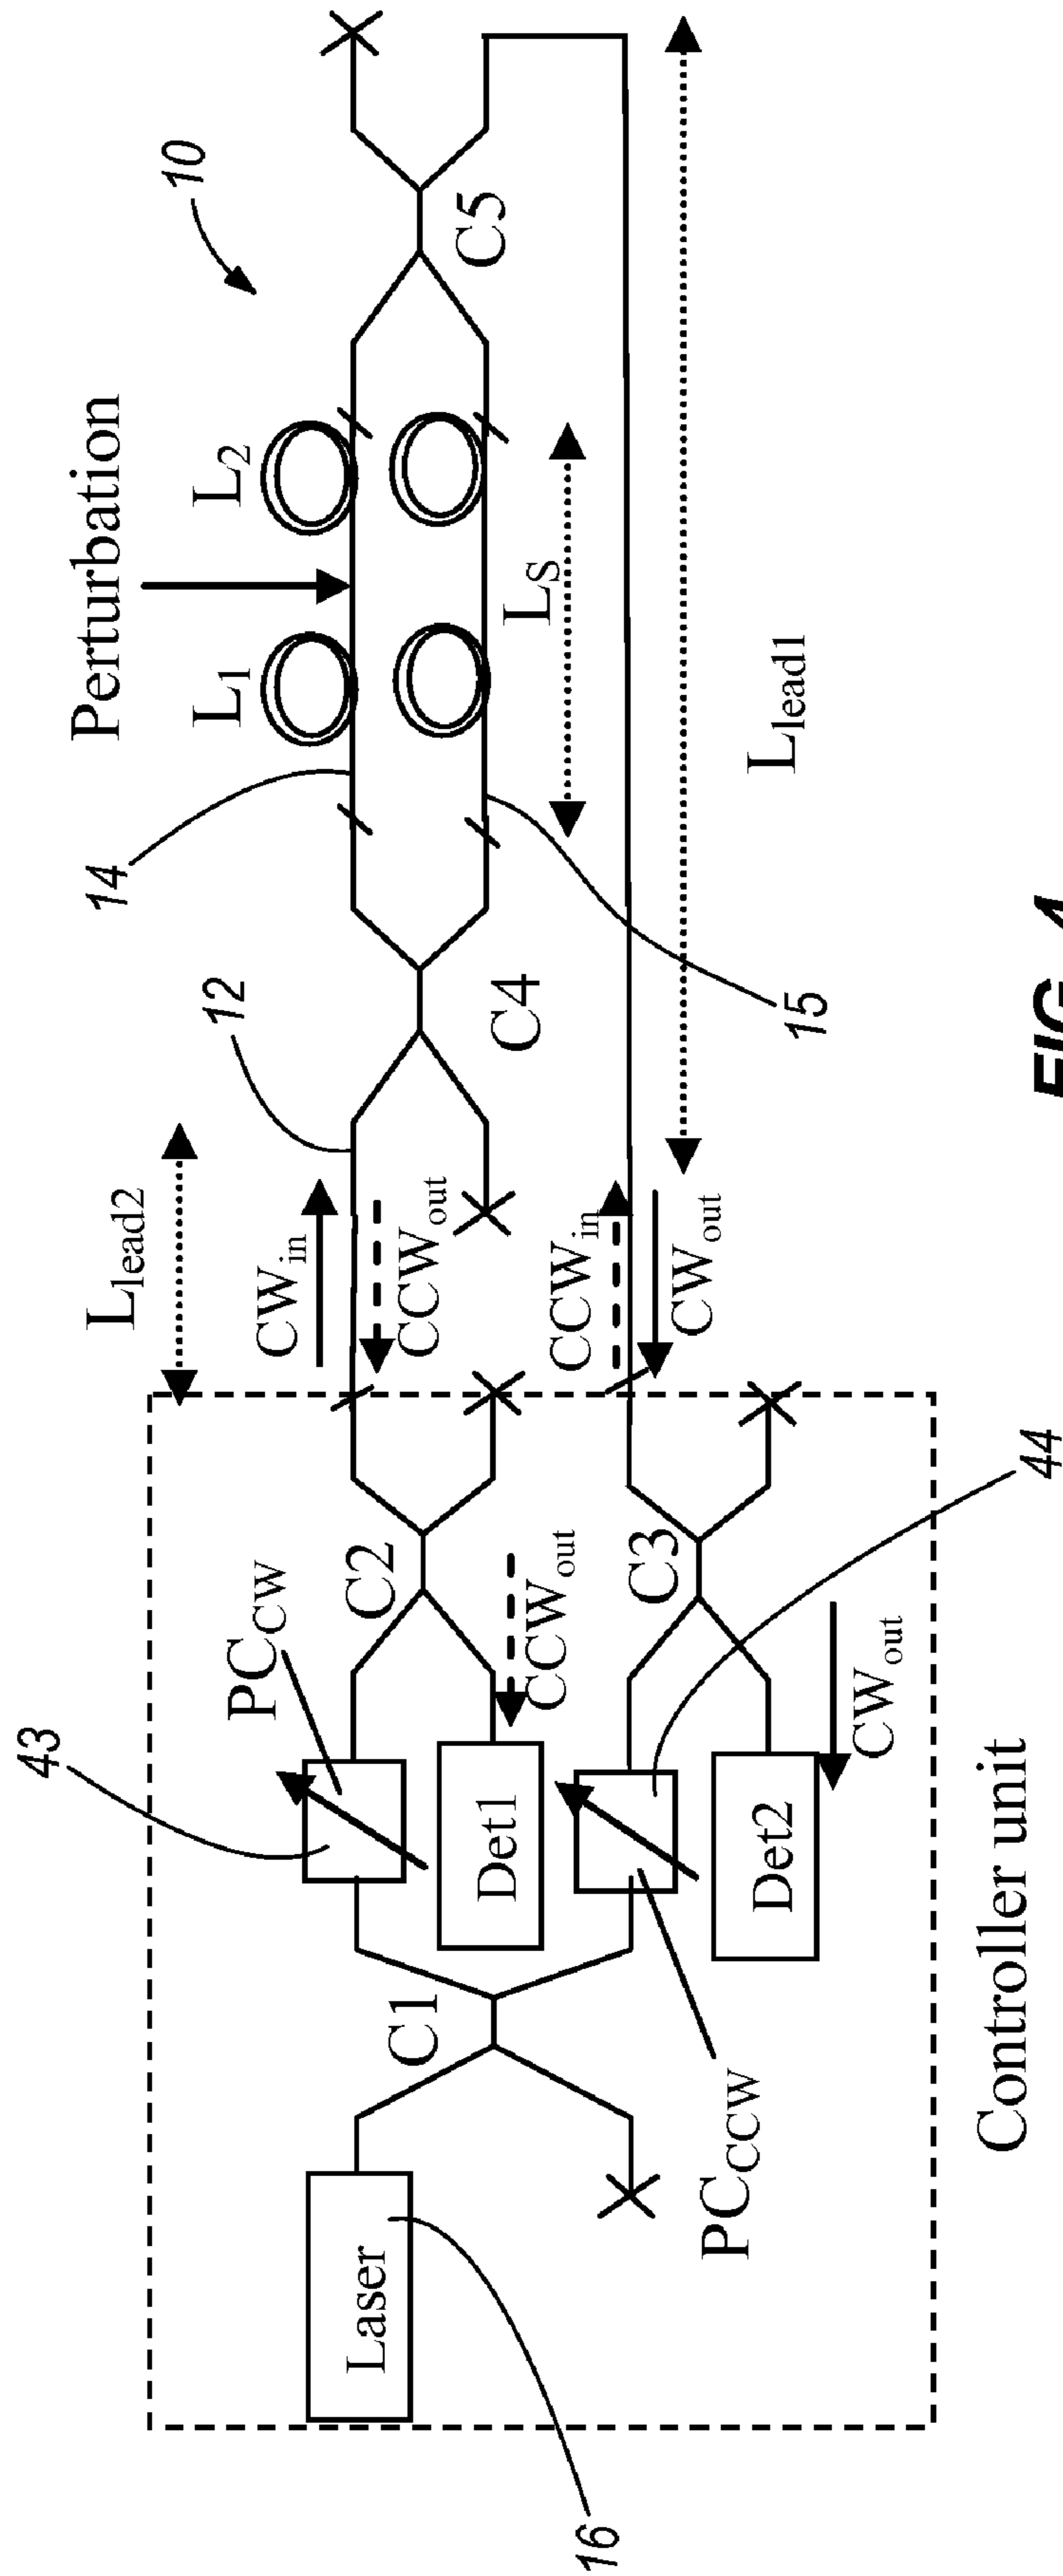 10
Perturbation
L1
L2
14
12
Llead2
CWin
CCWout
C4
C5
LS
15
Llead1
CCWin
CWout
43
PCCW
C2
Det1
CCWout
C3
44
Det2
CWout
C1
Laser
16
PCCCW
Controller unit
FIG. 4